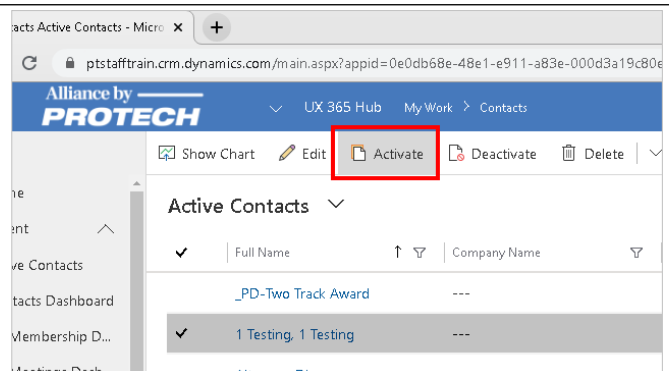 tacts Active Contacts - Micro
ptstafftrain.crm.dynamics.com/main.aspx?appid=0e0db68e-48e1-e911-a83e-000d3a19c80e
Alliance by
PROTECH
UX 365 Hub My Work > Contacts
Show Chart Edit Activate Deactivate Delete
Active Contacts
ve Contacts
Full Name Company Name
tacts Dashboard
_PD-Two Track Award ---
Membership D...
1 Testing, 1 Testing ---